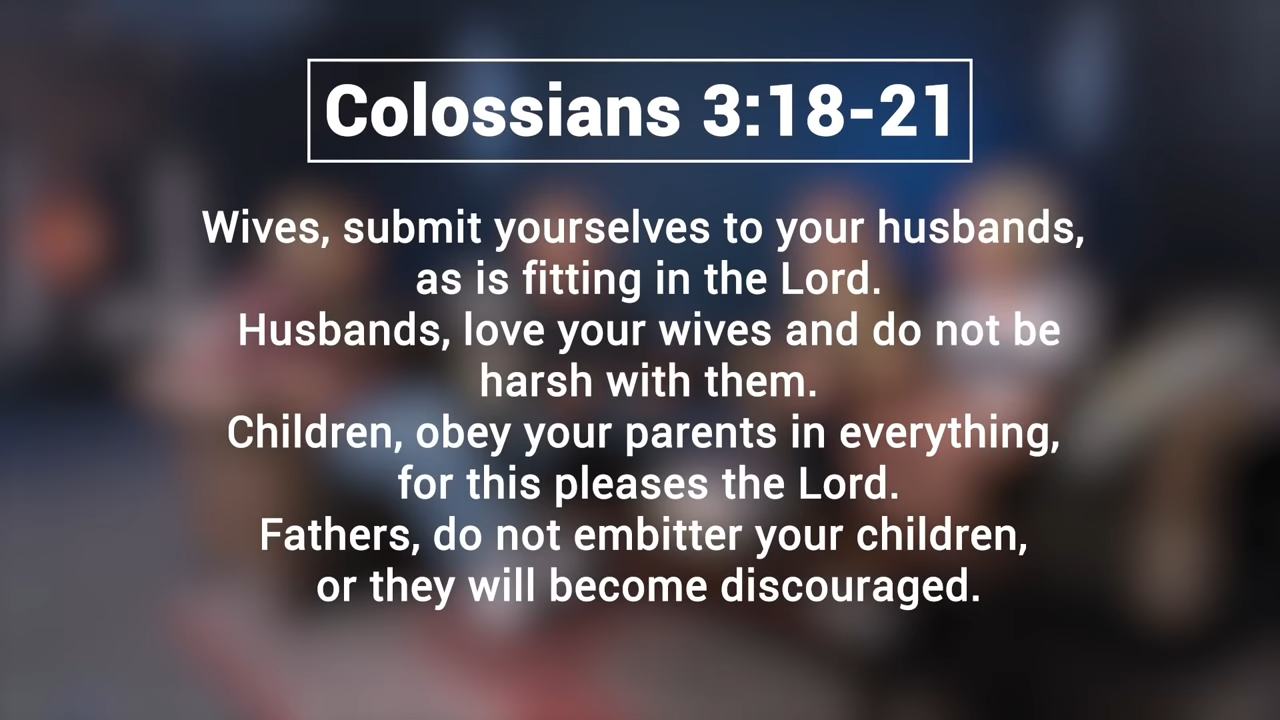 Colossians 3:18-21
Wives, submit yourselves to your husbands,
as is fitting in the Lord.
Husbands, love your wives and do not be
harsh with them.
Children, obey your parents in everything,
for this pleases the Lord.
Fathers, do not embitter your children,
or they will become discouraged.